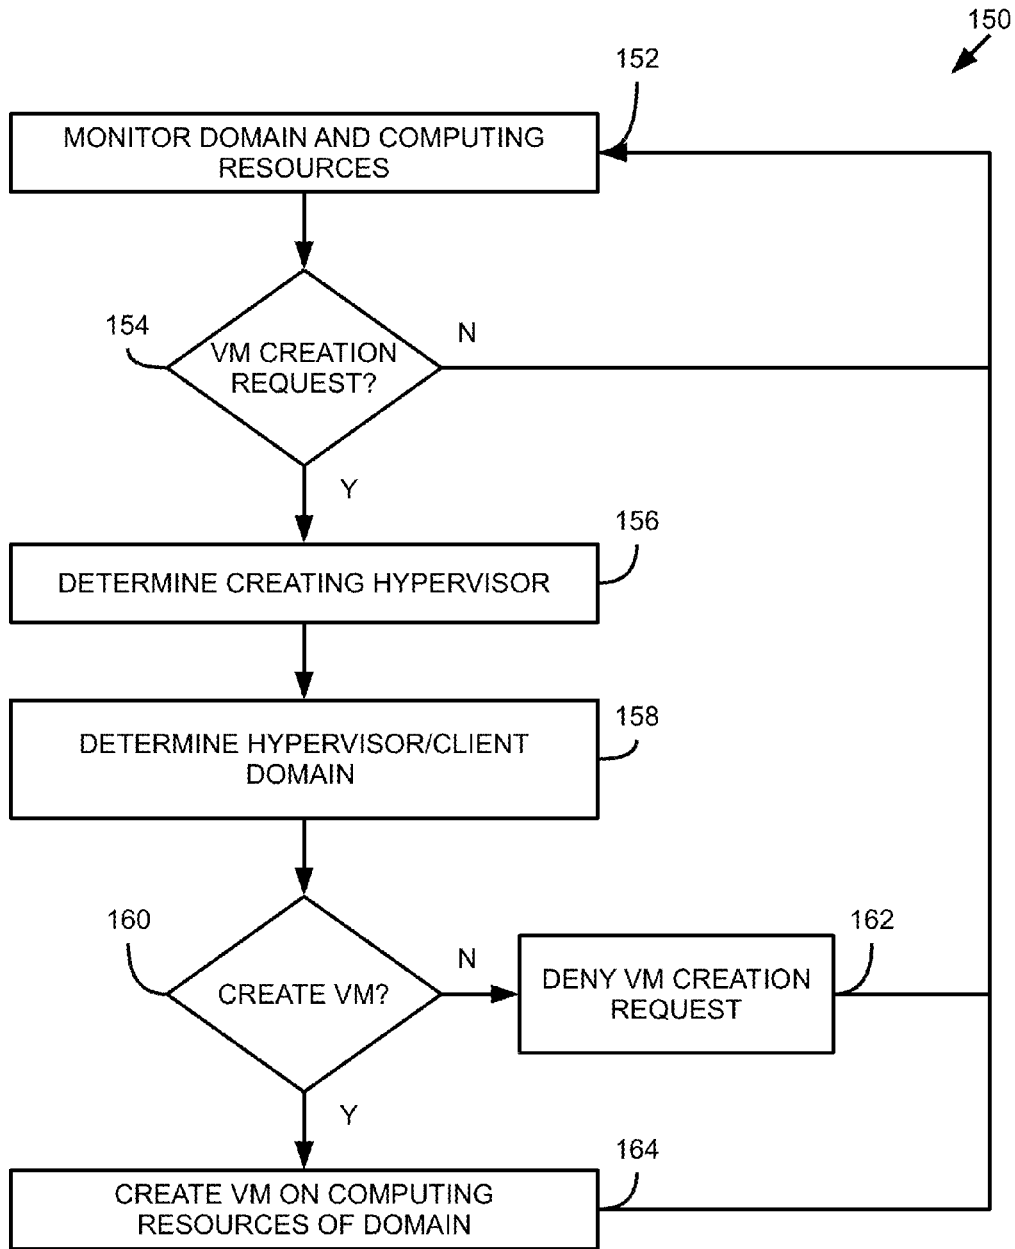 150
152
MONITOR DOMAIN AND COMPUTING
RESOURCES
154
N
VM CREATION
REQUEST?
Y
156
DETERMINE CREATING HYPERVISOR
158
DETERMINE HYPERVISOR/CLIENT
DOMAIN
160
162
N
CREATE VM?
DENY VM CREATION
REQUEST
Y
164
CREATE VM ON COMPUTING
RESOURCES OF DOMAIN